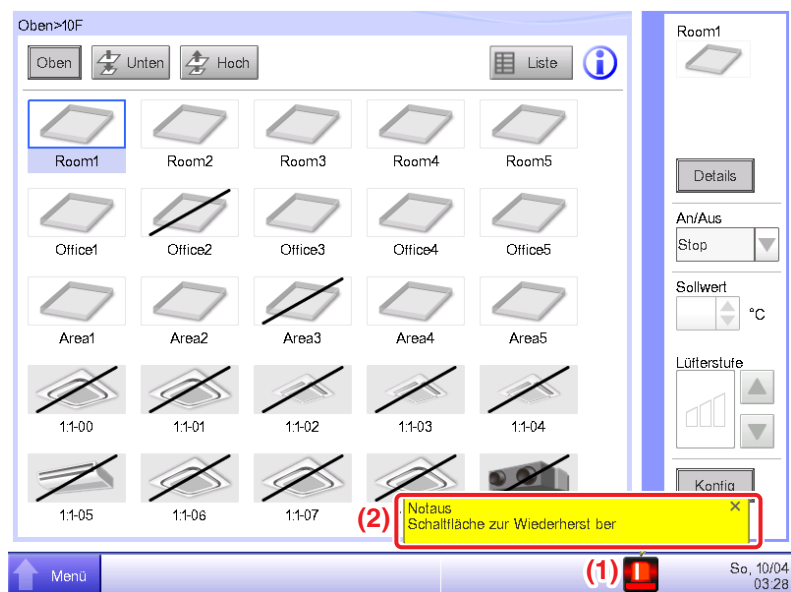 Oben>10F
Oben
Unten
Hoch
Liste
Room1
Room2
Room3
Room4
Room5
Office1
Office2
Office3
Office4
Office5
Area1
Area2
Area3
Area4
Area5
1:1-00
1:1-01
1:1-02
1:1-03
1:1-04
1:1-05
1:1-06
1:1-07
Room1
Details
An/Aus
Stop
Sollwert
°C
Lüfterstufe
Konfig
(2)
Notaus
Schaltfläche zur Wiederherst ber
Menü
(1)
So, 10/04
03:28